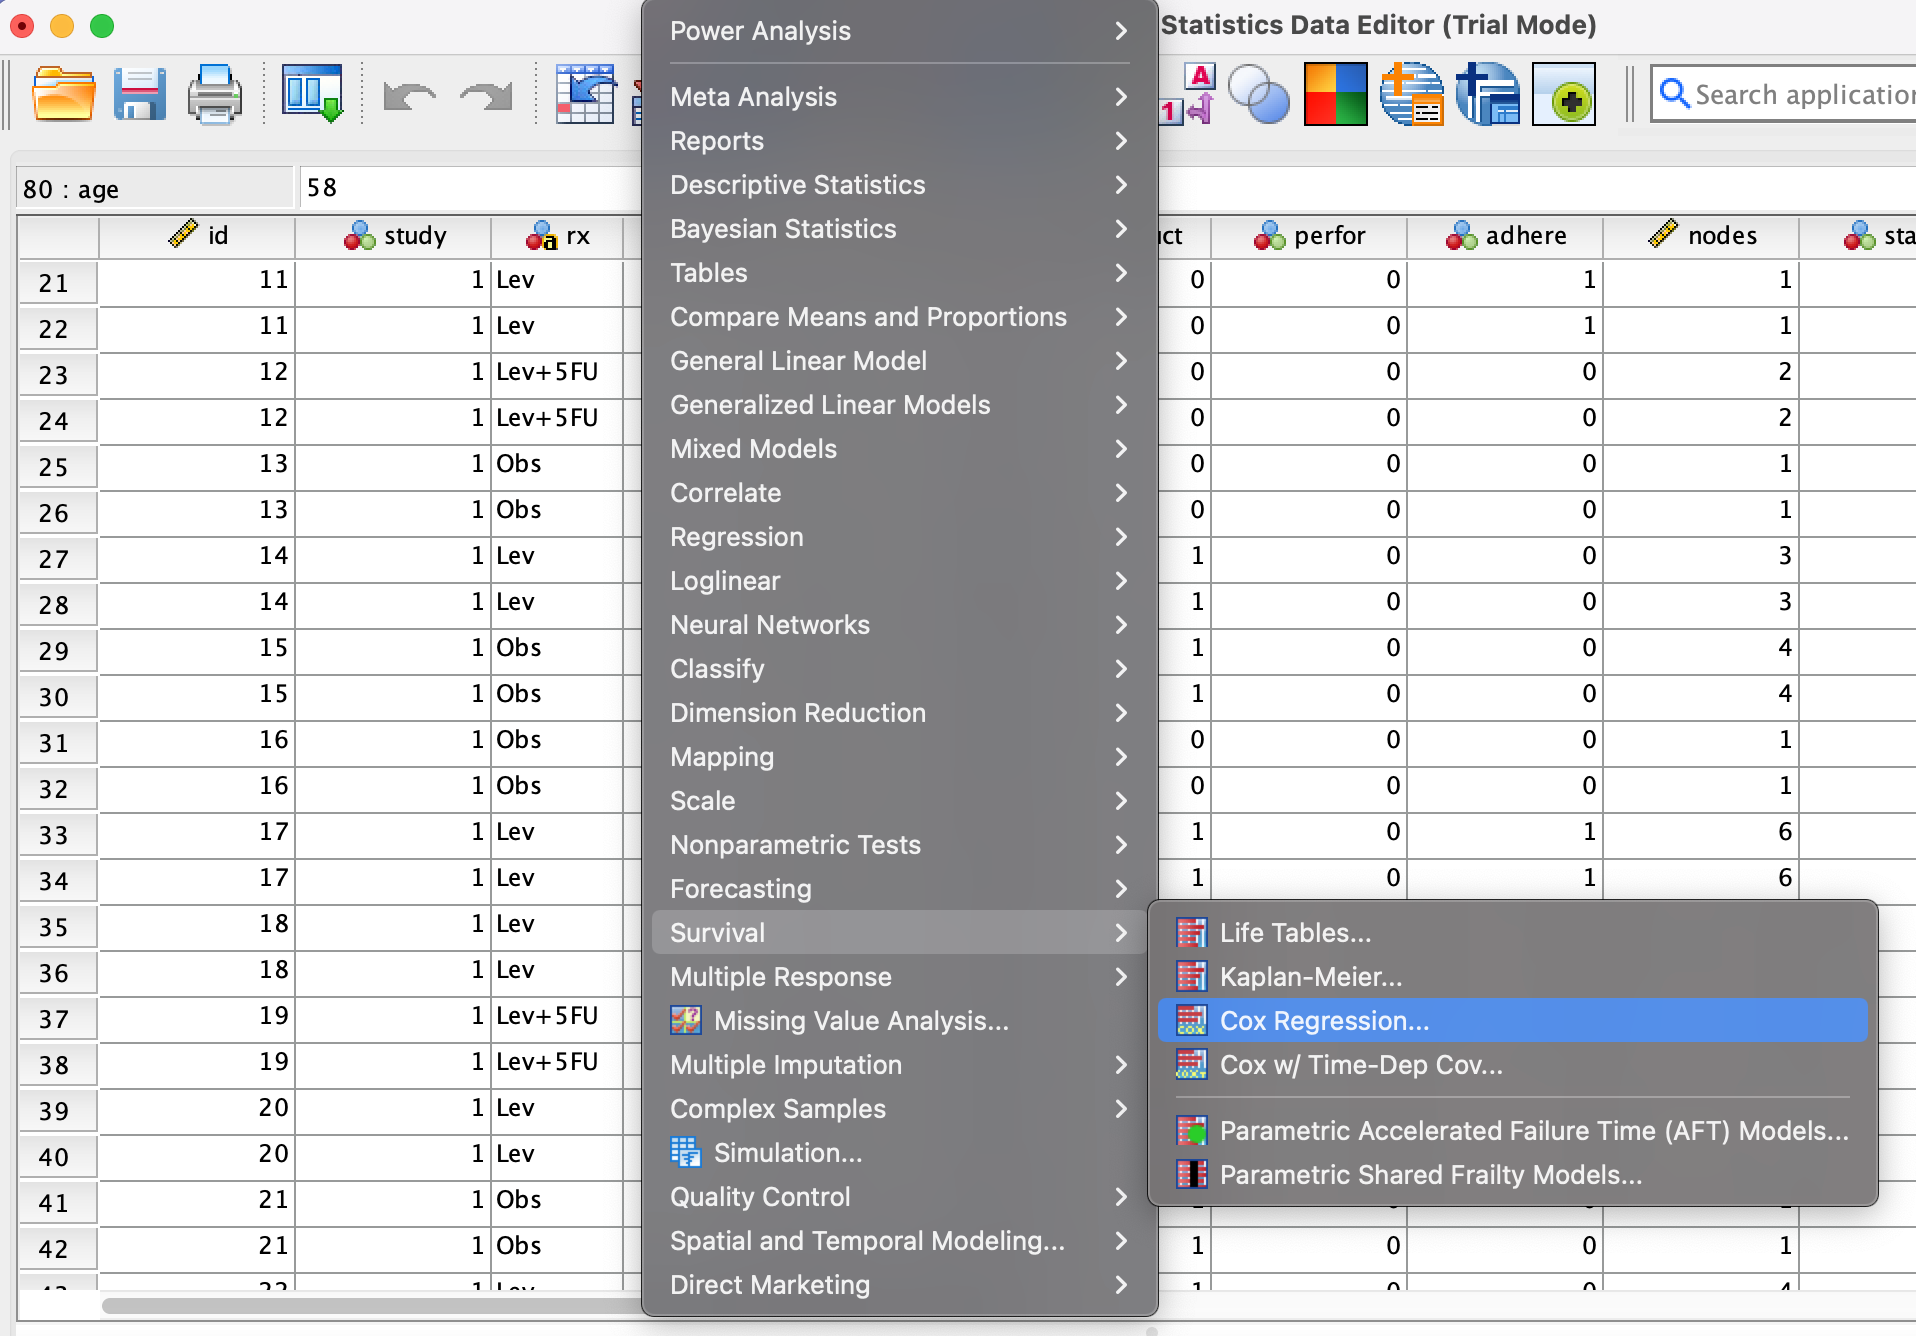 Statistics Data Editor (Trial Mode)
Search application
80 : age 58
id study rx ict perfor adhere nodes sta
21 11 1 Lev 0 0 1 1
22 11 1 Lev 0 0 1 1
23 12 1 Lev+5FU 0 0 0 2
24 12 1 Lev+5FU 0 0 0 2
25 13 1 Obs 0 0 0 1
26 13 1 Obs 0 0 0 1
27 14 1 Lev 1 0 0 3
28 14 1 Lev 1 0 0 3
29 15 1 Obs 1 0 0 4
30 15 1 Obs 1 0 0 4
31 16 1 Obs 0 0 0 1
32 16 1 Obs 0 0 0 1
33 17 1 Lev 1 0 1 6
34 17 1 Lev 1 0 1 6
35 18 1 Lev
36 18 1 Lev
37 19 1 Lev+5FU
38 19 1 Lev+5FU
39 20 1 Lev
40 20 1 Lev
41 21 1 Obs
42 21 1 Obs 1 0 0 1
Power Analysis
Meta Analysis
Reports
Descriptive Statistics
Bayesian Statistics
Tables
Compare Means and Proportions
General Linear Model
Generalized Linear Models
Mixed Models
Correlate
Regression
Loglinear
Neural Networks
Classify
Dimension Reduction
Mapping
Scale
Nonparametric Tests
Forecasting
Survival
Multiple Response
Missing Value Analysis...
Multiple Imputation
Complex Samples
Simulation...
Quality Control
Spatial and Temporal Modeling...
Direct Marketing
Life Tables...
Kaplan-Meier...
Cox Regression...
Cox w/ Time-Dep Cov...
Parametric Accelerated Failure Time (AFT) Models...
Parametric Shared Frailty Models...